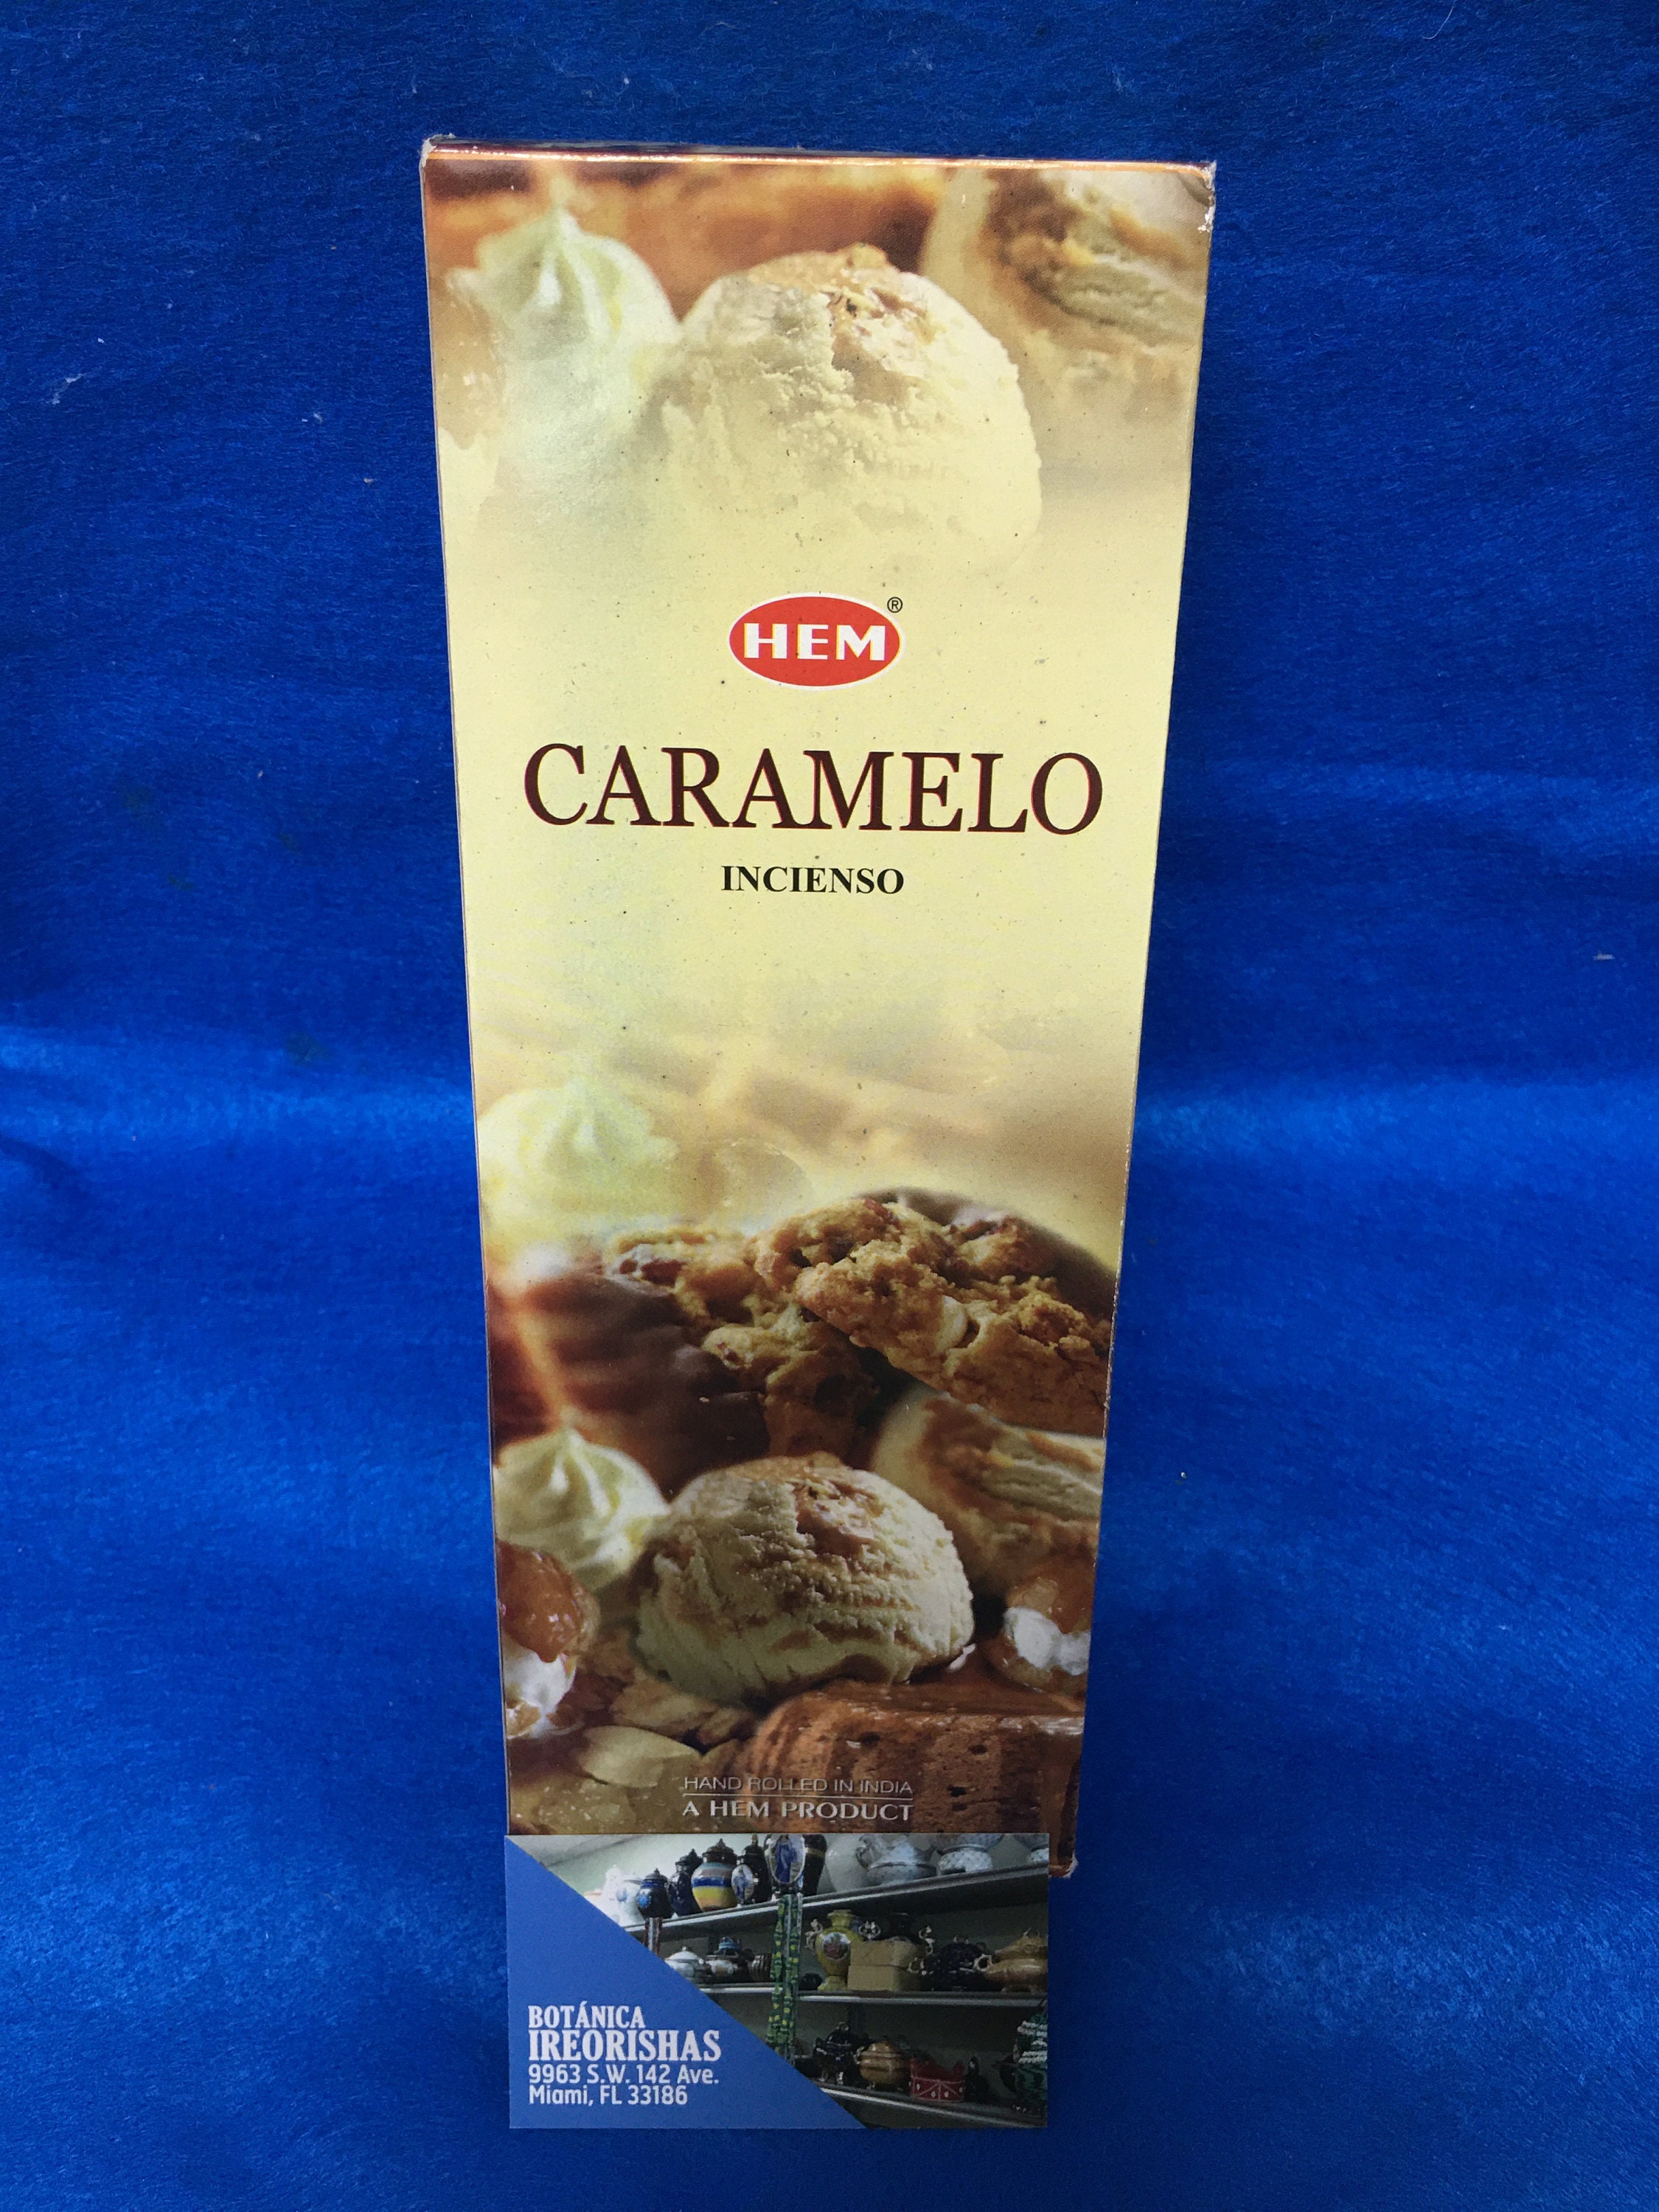 HEM®
CARAMELO
INCIENSO
HAND ROLLED IN INDIA
A HEM PRODUCT
BOTÁNICA
IREORISHAS
9963 S.W. 142 Ave.
Miami, FL 33186